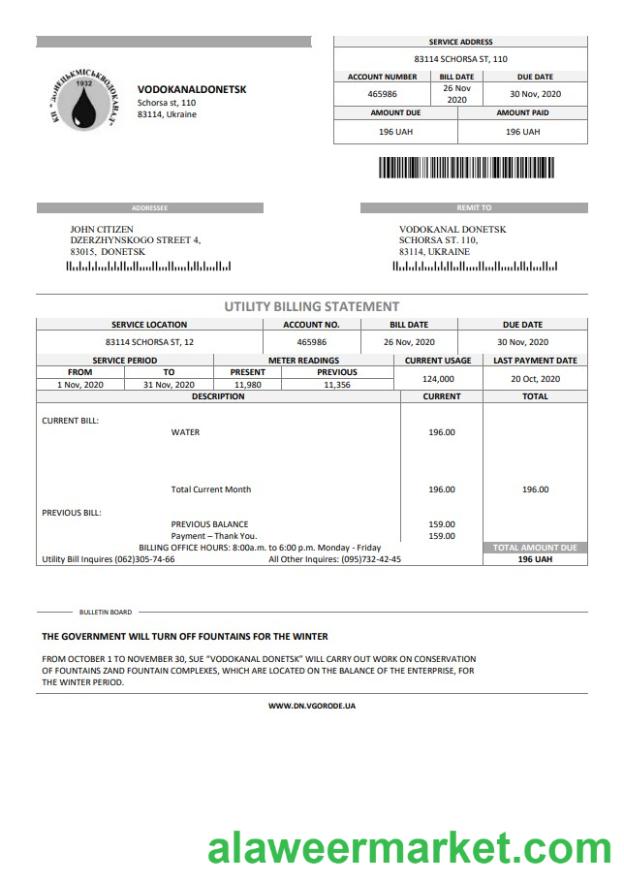 SERVICE ADDRESS
83114 SCHORSA ST, 110
ACCOUNT NUMBER BILL DATE DUE DATE
465986 26 Nov 2020 30 Nov, 2020
AMOUNT DUE AMOUNT PAID
196 UAH 196 UAH
КП "ДОНЕЦЬКМІСЬКВОДОКАНАЛ"
1932
VODOKANALDONETSK
Schorsa st, 110
83114, Ukraine
ADDRESSEE
JOHN CITIZEN
DZERZHYNSKOGO STREET 4,
83015, DONETSK
REMIT TO
VODOKANAL DONETSK
SCHORSA ST. 110,
83114, UKRAINE
UTILITY BILLING STATEMENT
SERVICE LOCATION ACCOUNT NO. BILL DATE DUE DATE
83114 SCHORSA ST, 12 465986 26 Nov, 2020 30 Nov, 2020
SERVICE PERIOD METER READINGS CURRENT USAGE LAST PAYMENT DATE
FROM TO PRESENT PREVIOUS
1 Nov, 2020 31 Nov, 2020 11,980 11,356 124,000 20 Oct, 2020
DESCRIPTION CURRENT TOTAL
CURRENT BILL:
WATER 196.00
Total Current Month 196.00 196.00
PREVIOUS BILL:
PREVIOUS BALANCE 159.00
Payment – Thank You. 159.00
BILLING OFFICE HOURS: 8:00a.m. to 6:00 p.m. Monday - Friday TOTAL AMOUNT DUE
Utility Bill Inquires (062)305-74-66 All Other Inquires: (095)732-42-45 196 UAH
BULLETIN BOARD
THE GOVERNMENT WILL TURN OFF FOUNTAINS FOR THE WINTER
FROM OCTOBER 1 TO NOVEMBER 30, SUE "VODOKANAL DONETSK" WILL CARRY OUT WORK ON CONSERVATION
OF FOUNTAINS ZAND FOUNTAIN COMPLEXES, WHICH ARE LOCATED ON THE BALANCE OF THE ENTERPRISE, FOR
THE WINTER PERIOD.
WWW.DN.VGORODE.UA
alaweermarket.com